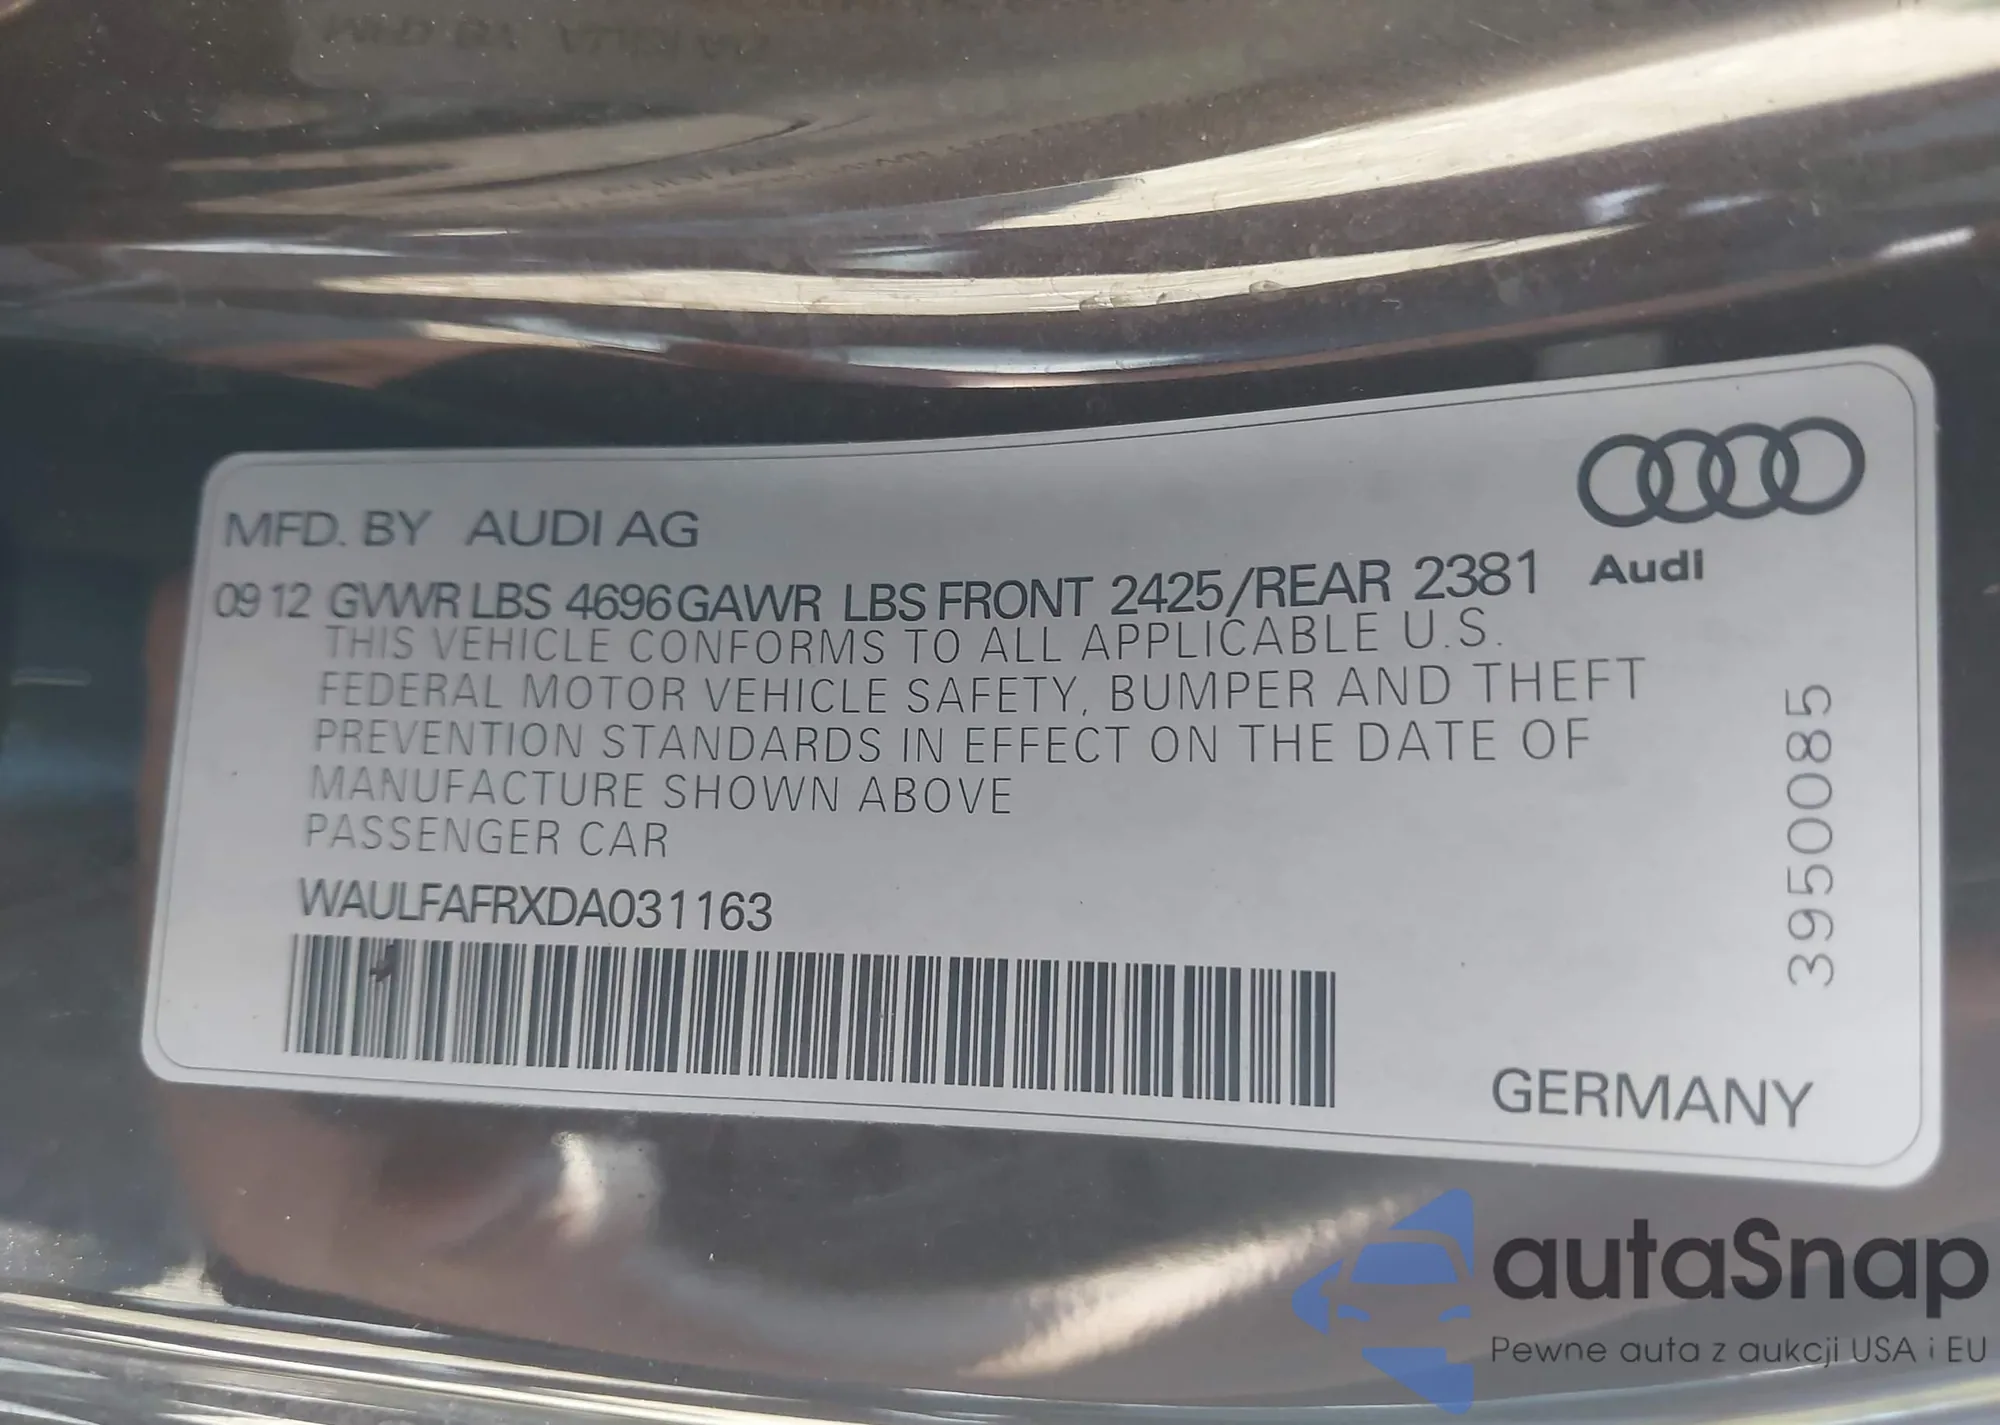 MFD. BY AUDI AG
09 12 GVWR LBS 4696 GAWR LBS FRONT 2425/REAR 2381
Audi
THIS VEHICLE CONFORMS TO ALL APPLICABLE U.S.
FEDERAL MOTOR VEHICLE SAFETY, BUMPER AND THEFT
PREVENTION STANDARDS IN EFFECT ON THE DATE OF
MANUFACTURE SHOWN ABOVE
PASSENGER CAR
WAULFAFRXDA031163
3950085
GERMANY
autaSnap
Pewne auta z aukcji USA i EU